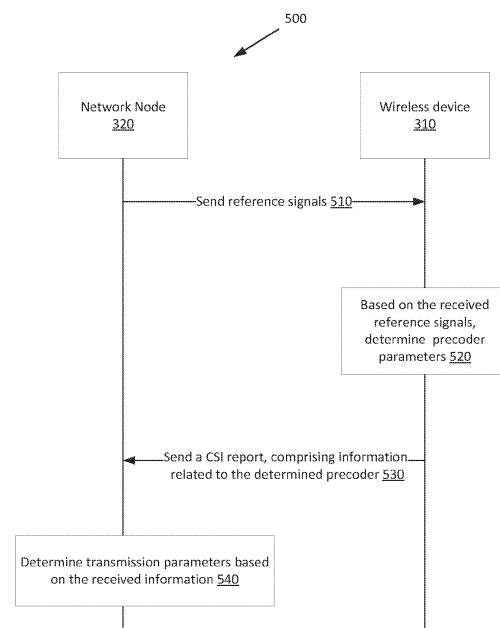 500
Network Node
320
Wireless device
310
Send reference signals 510
Based on the received
reference signals,
determine precoder
parameters 520
Send a CSI report, comprising information
related to the determined precoder 530
Determine transmission parameters based
on the received information 540